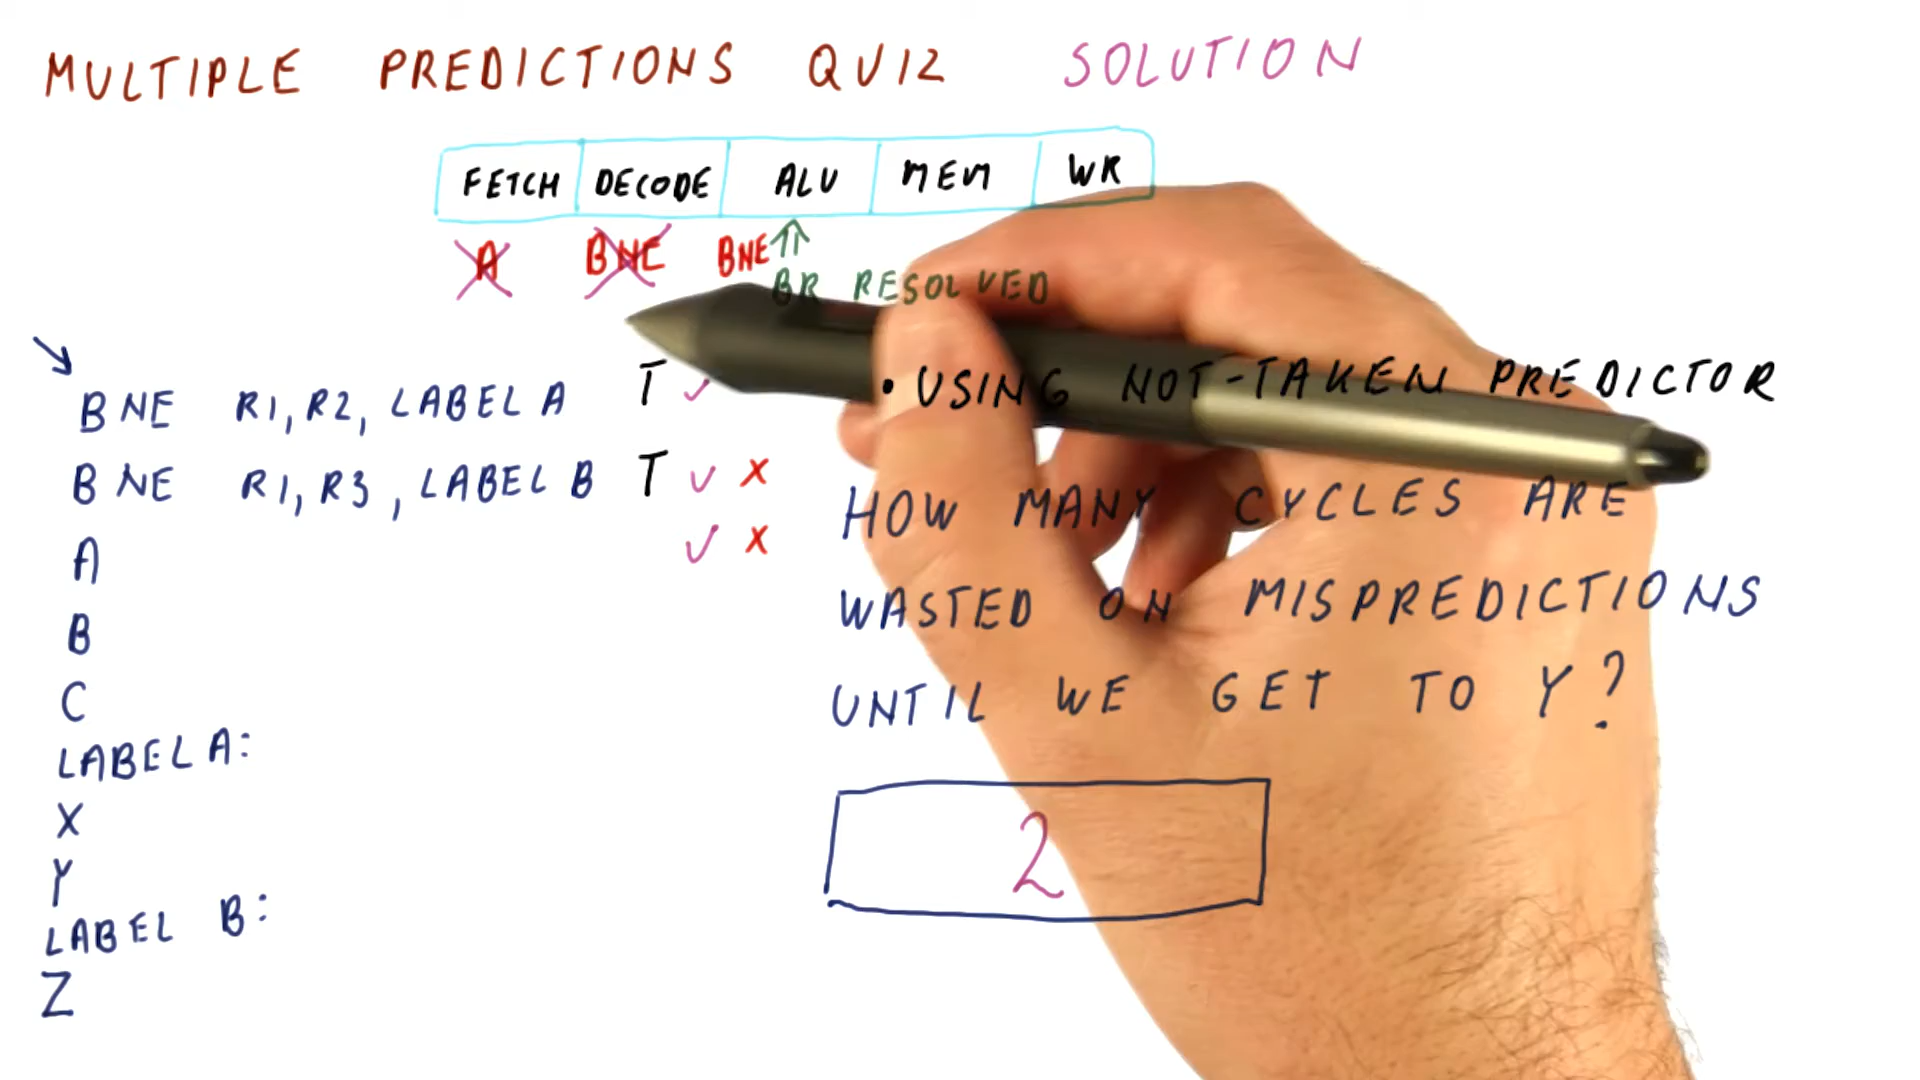 MULTIPLE PREDICTIONS QUIZ SOLUTION
FETCH DECODE ALU MEM WR
A BNE BNE
BR RESOLVED
BNE R1, R2, LABEL A T
• USING NOT-TAKEN PREDICTOR
BNE R1, R3, LABEL B T
HOW MANY CYCLES ARE
A
WASTED ON MISPREDICTIONS
B
UNTIL WE GET TO Y?
C
LABEL A:
X
2
Y
LABEL B:
Z